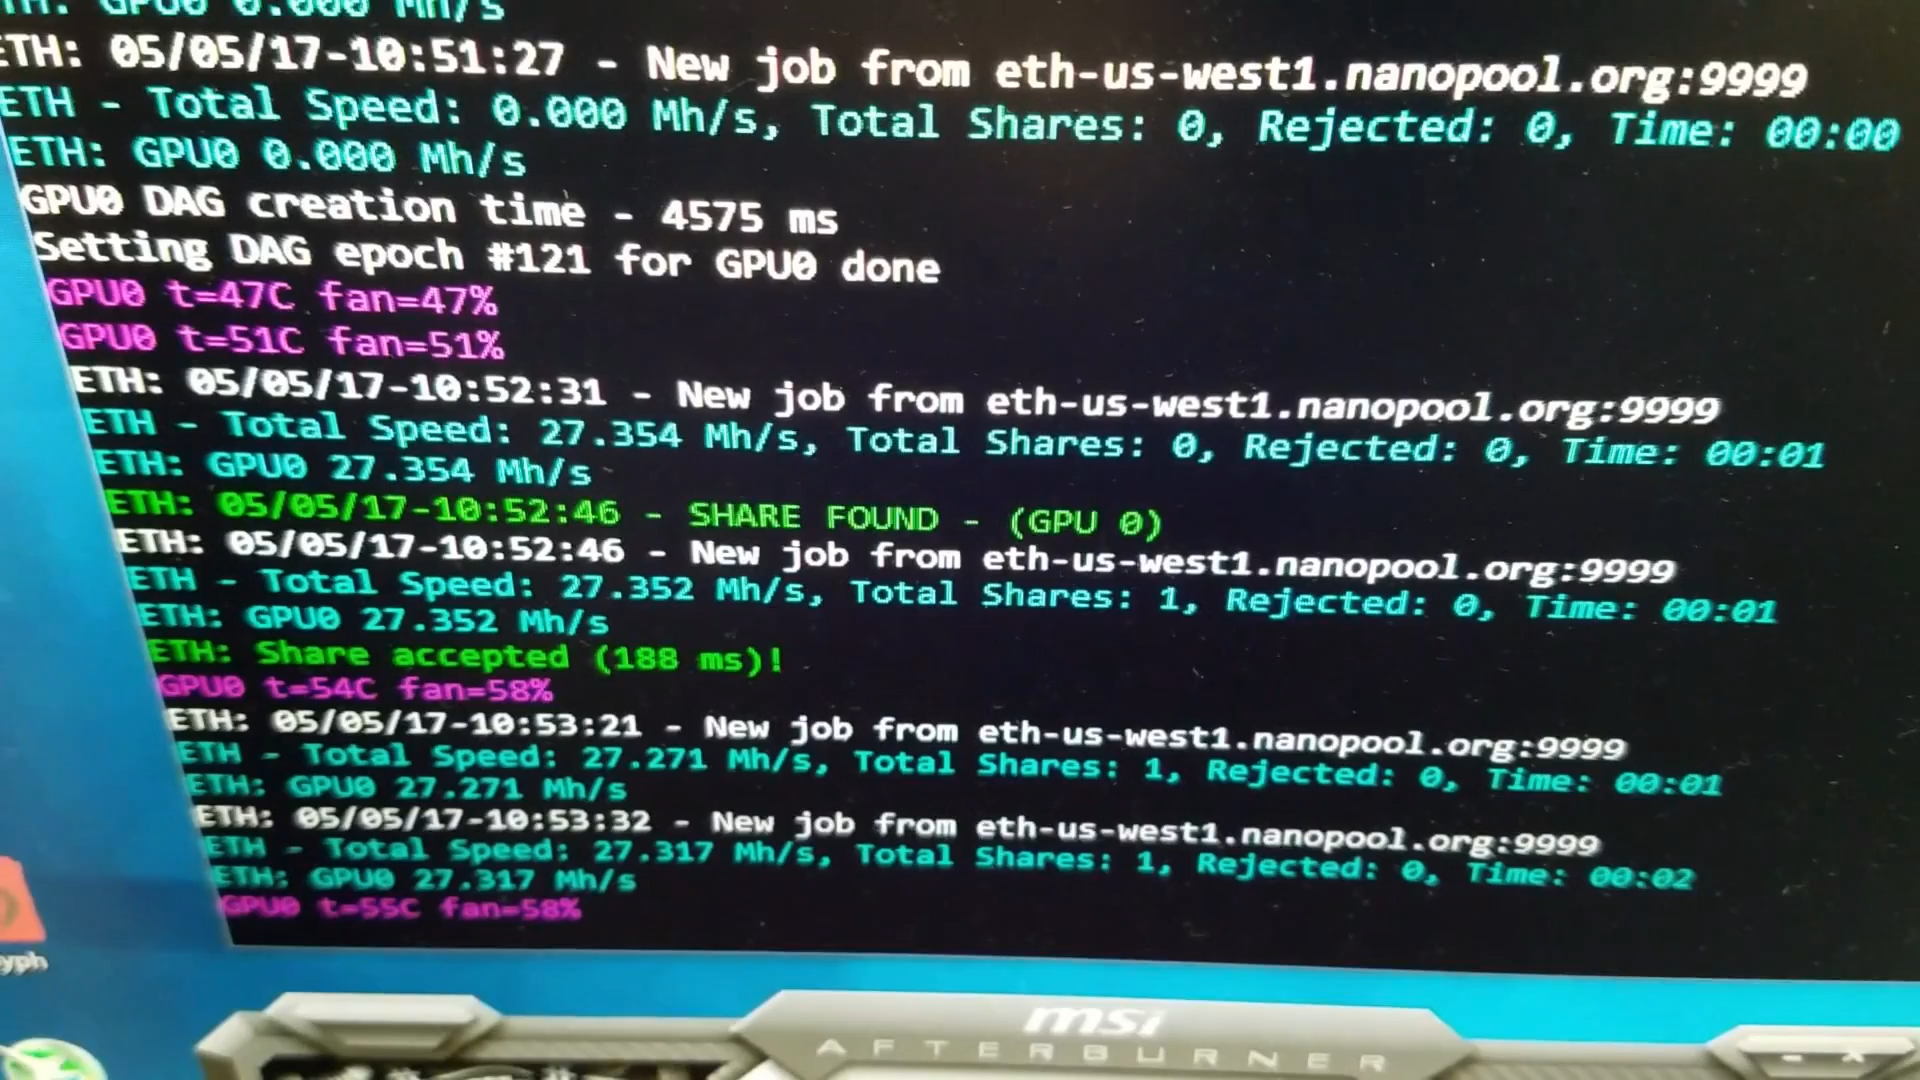 GPU0 0.000 Mh/s
ETH: 05/05/17-10:51:27 - New job from eth-us-west1.nanopool.org:9999
ETH - Total Speed: 0.000 Mh/s, Total Shares: 0, Rejected: 0, Time: 00:00
ETH: GPU0 0.000 Mh/s
GPU0 DAG creation time - 4575 ms
Setting DAG epoch #121 for GPU0 done
GPU0 t=47C fan=47%
GPU0 t=51C fan=51%
ETH: 05/05/17-10:52:31 - New job from eth-us-west1.nanopool.org:9999
ETH - Total Speed: 27.354 Mh/s, Total Shares: 0, Rejected: 0, Time: 00:01
ETH: GPU0 27.354 Mh/s
ETH: 05/05/17-10:52:46 - SHARE FOUND - (GPU 0)
ETH: 05/05/17-10:52:46 - New job from eth-us-west1.nanopool.org:9999
ETH - Total Speed: 27.352 Mh/s, Total Shares: 1, Rejected: 0, Time: 00:01
ETH: GPU0 27.352 Mh/s
ETH: Share accepted (188 ms)!
GPU0 t=54C fan=58%
ETH: 05/05/17-10:53:21 - New job from eth-us-west1.nanopool.org:9999
ETH - Total Speed: 27.271 Mh/s, Total Shares: 1, Rejected: 0, Time: 00:01
ETH: GPU0 27.271 Mh/s
ETH: 05/05/17-10:53:32 - New job from eth-us-west1.nanopool.org:9999
ETH - Total Speed: 27.317 Mh/s, Total Shares: 1, Rejected: 0, Time: 00:02
ETH: GPU0 27.317 Mh/s
GPU0 t=55C fan=58%
msi
AFTERBURNER